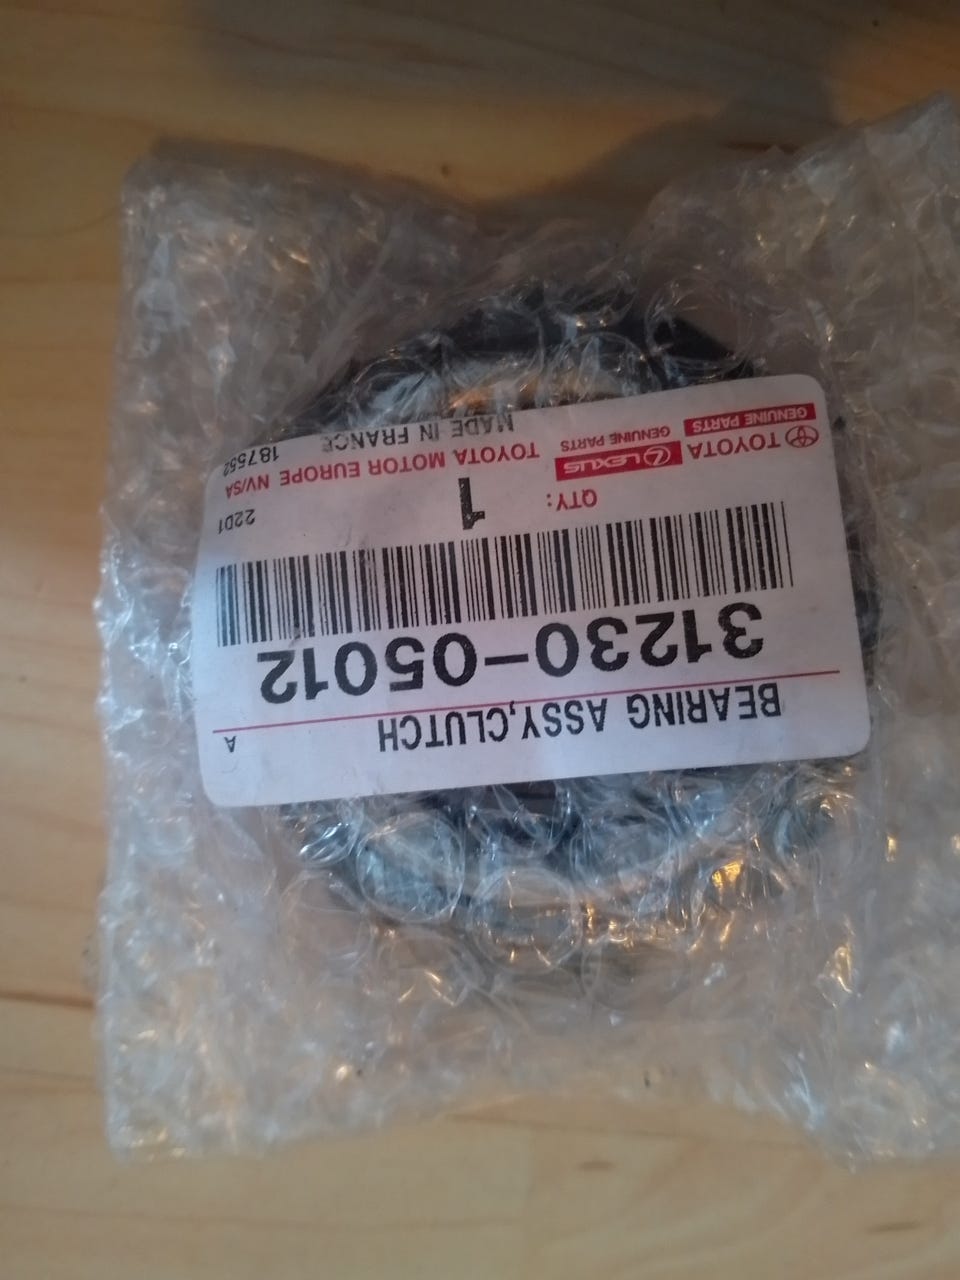 BEARING ASSY,CLUTCH A
31230-05012
QTY: 1 22D1
TOYOTA LEXUS TOYOTA MOTOR EUROPE NV/SA
GENUINE PARTS GENUINE PARTS MADE IN FRANCE 187552